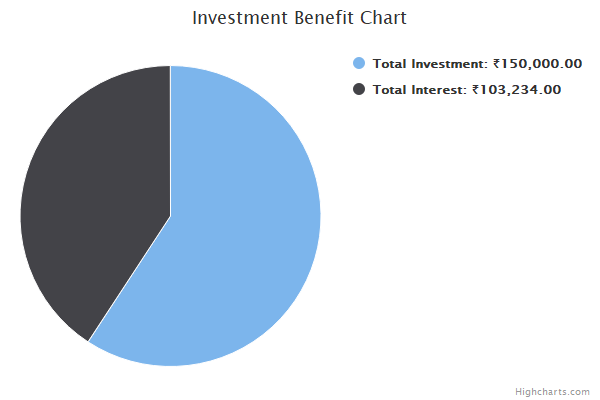 Investment Benefit Chart
Total Investment: ₹150,000.00
Total Interest: ₹103,234.00
Highcharts.com